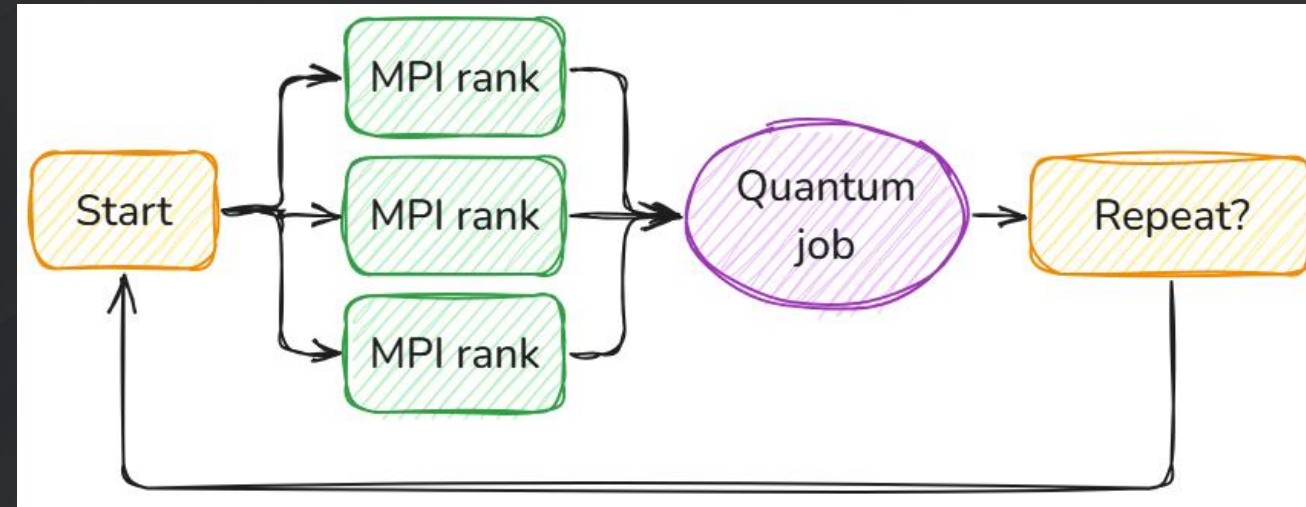 Start
MPI rank
MPI rank
MPI rank
Quantum
job
Repeat?